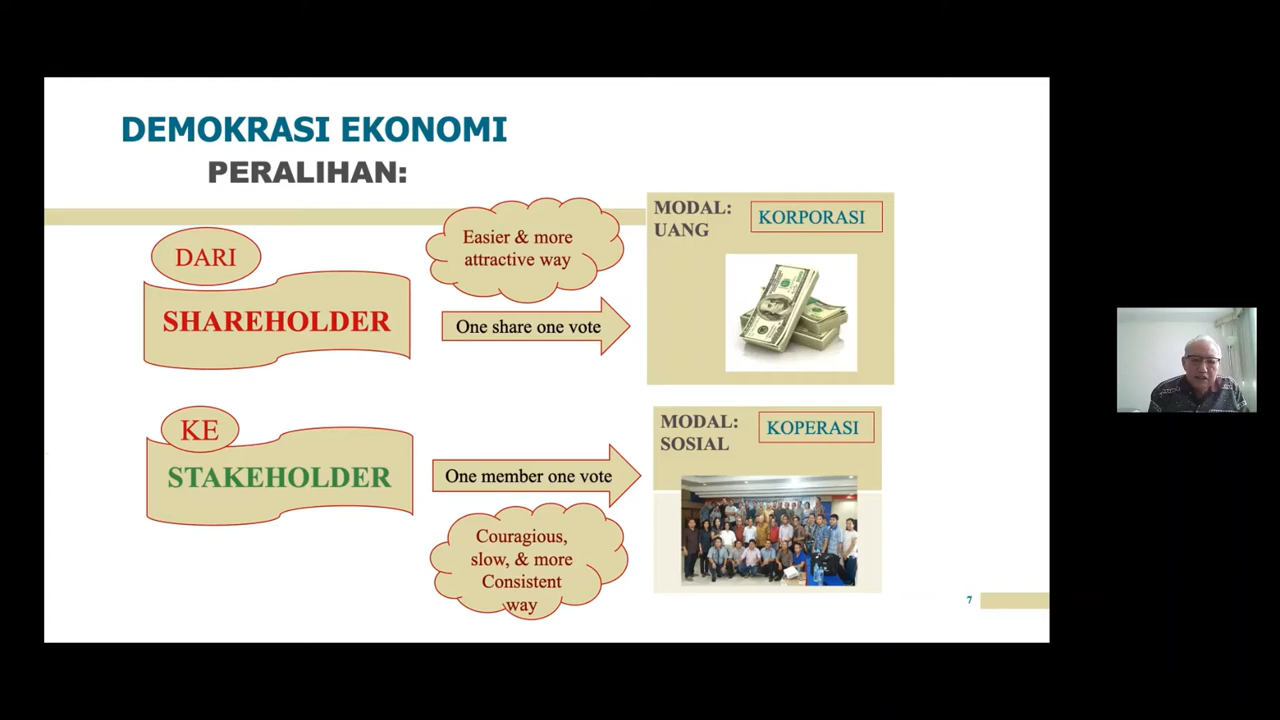 DEMOKRASI EKONOMI
PERALIHAN:
DARI
SHAREHOLDER
Easier & more
attractive way
One share one vote
MODAL:
UANG
KORPORASI
KE
STAKEHOLDER
One member one vote
Couragious,
slow, & more
Consistent
way
MODAL:
SOSIAL
KOPERASI
7